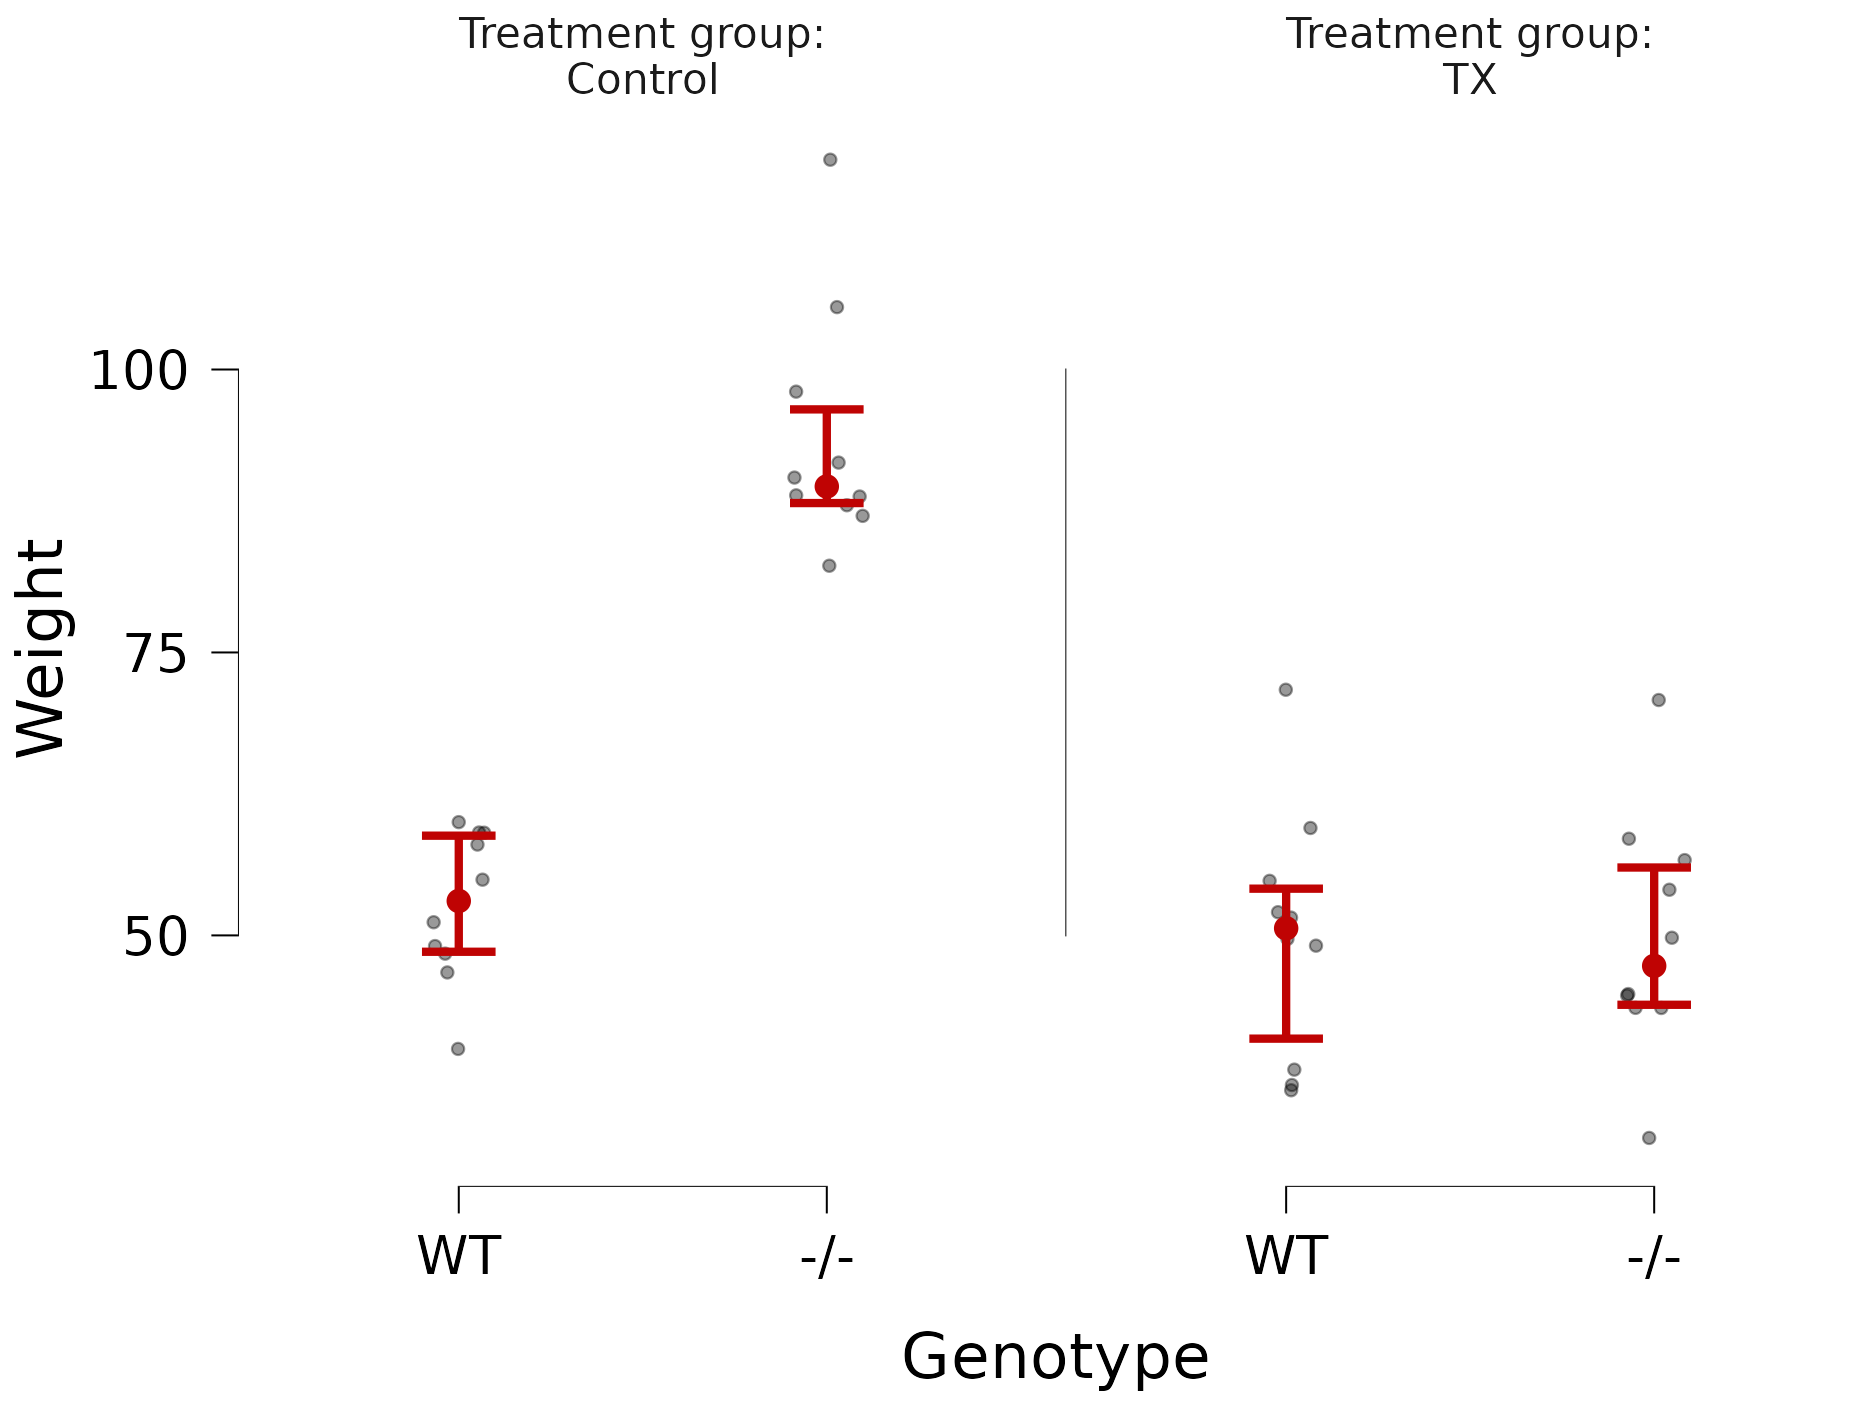 Treatment group:
Control
Treatment group:
TX
100
75
50
Weight
WT
-/-
WT
-/-
Genotype